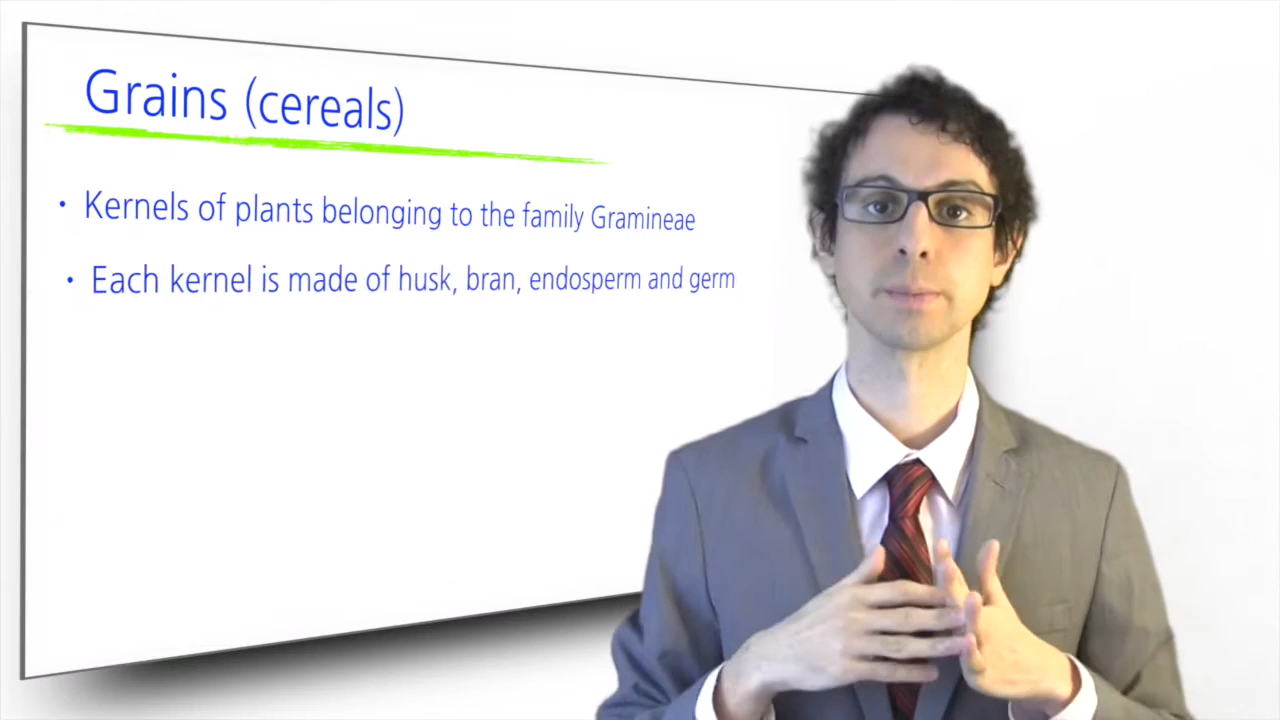 Grains (cereals)
• Kernels of plants belonging to the family Gramineae
• Each kernel is made of husk, bran, endosperm and germ